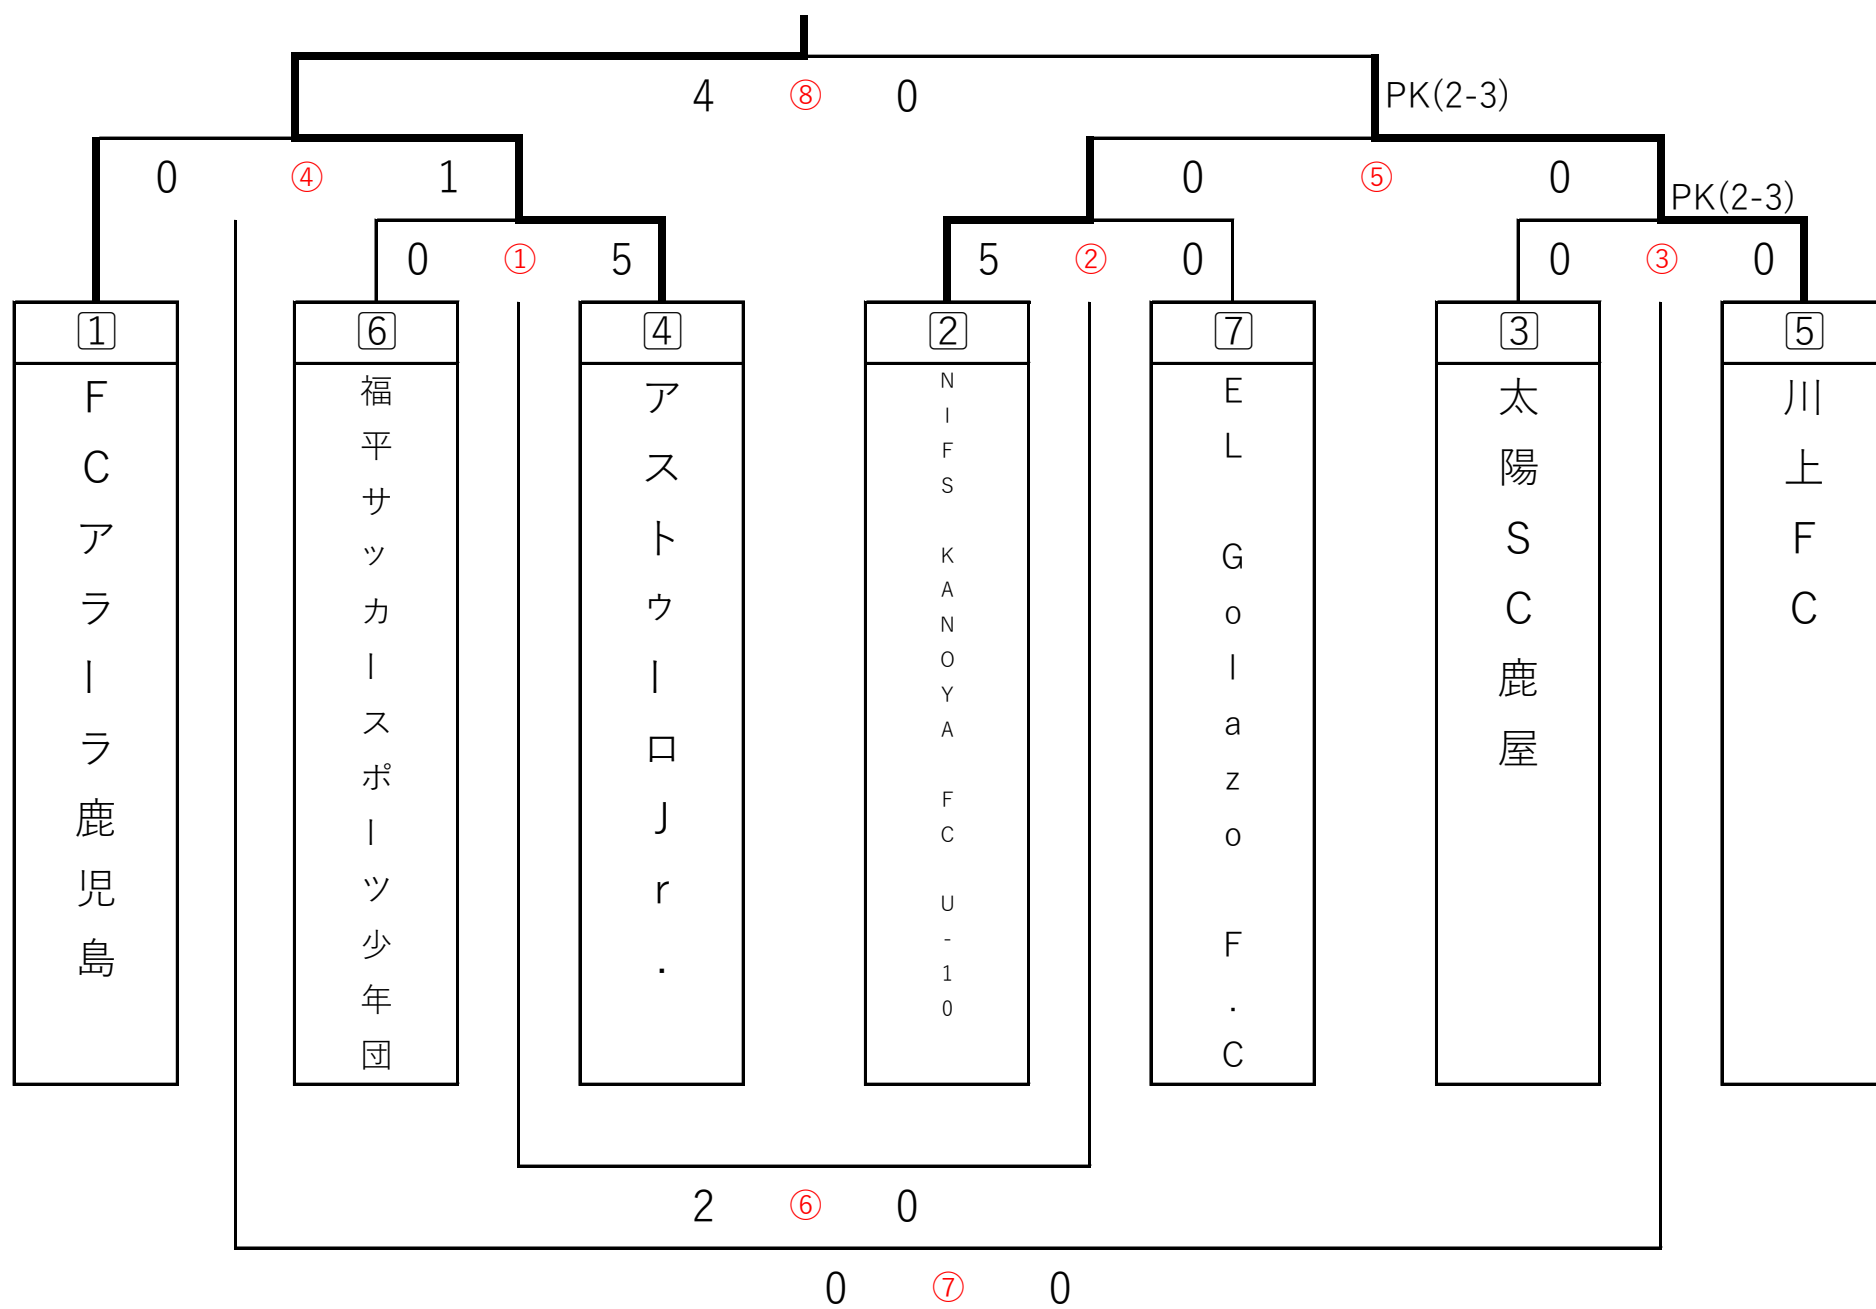 4 ⑧ 0 PK(2-3)
0 ④ 1 0 ⑤ 0 PK(2-3)
0 ① 5 5 ② 0 0 ③ 0
1 6 4 2 7 3 5
FCアラーラ鹿児島
福平サッカースポーツ少年団
アストゥーロJr.
NIFS KANOYA FC U-10
EL Golazo F.C
太陽SC鹿屋
川上FC
2 ⑥ 0
0 ⑦ 0